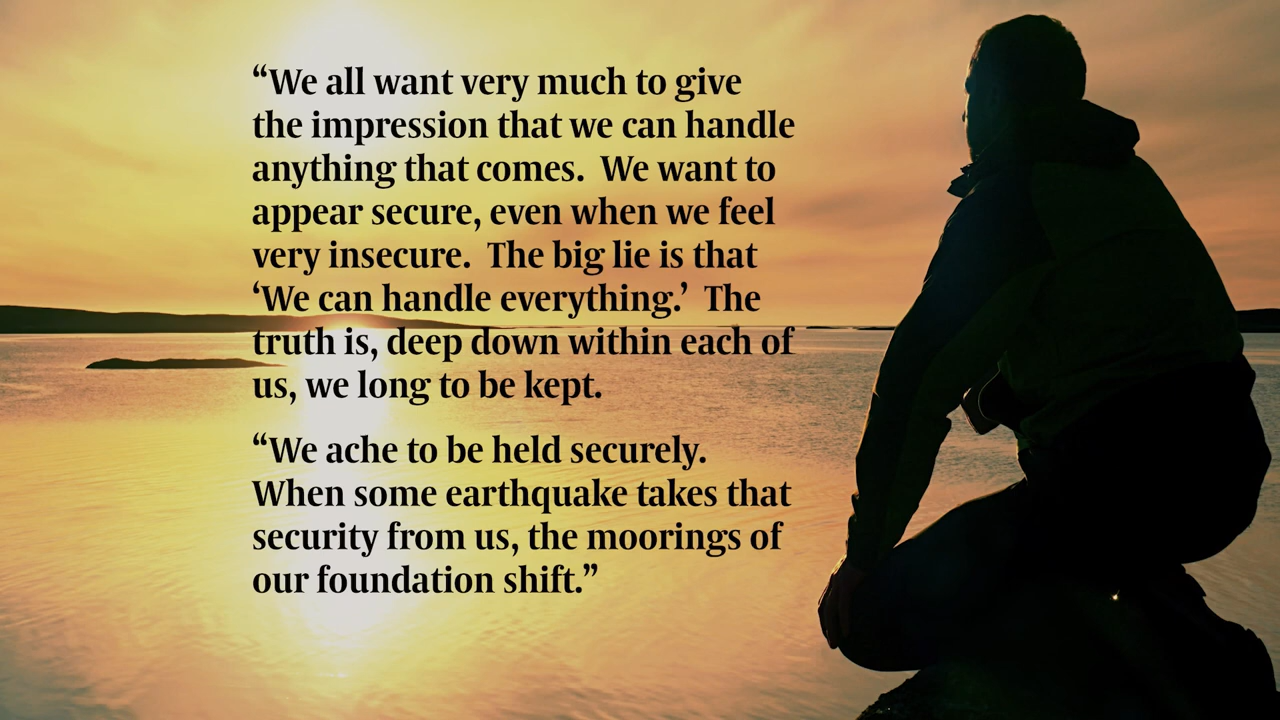 “We all want very much to give
the impression that we can handle
anything that comes.  We want to
appear secure, even when we feel
very insecure.  The big lie is that
‘We can handle everything.’  The
truth is, deep down within each of
us, we long to be kept.
“We ache to be held securely.
When some earthquake takes that
security from us, the moorings of
our foundation shift.”